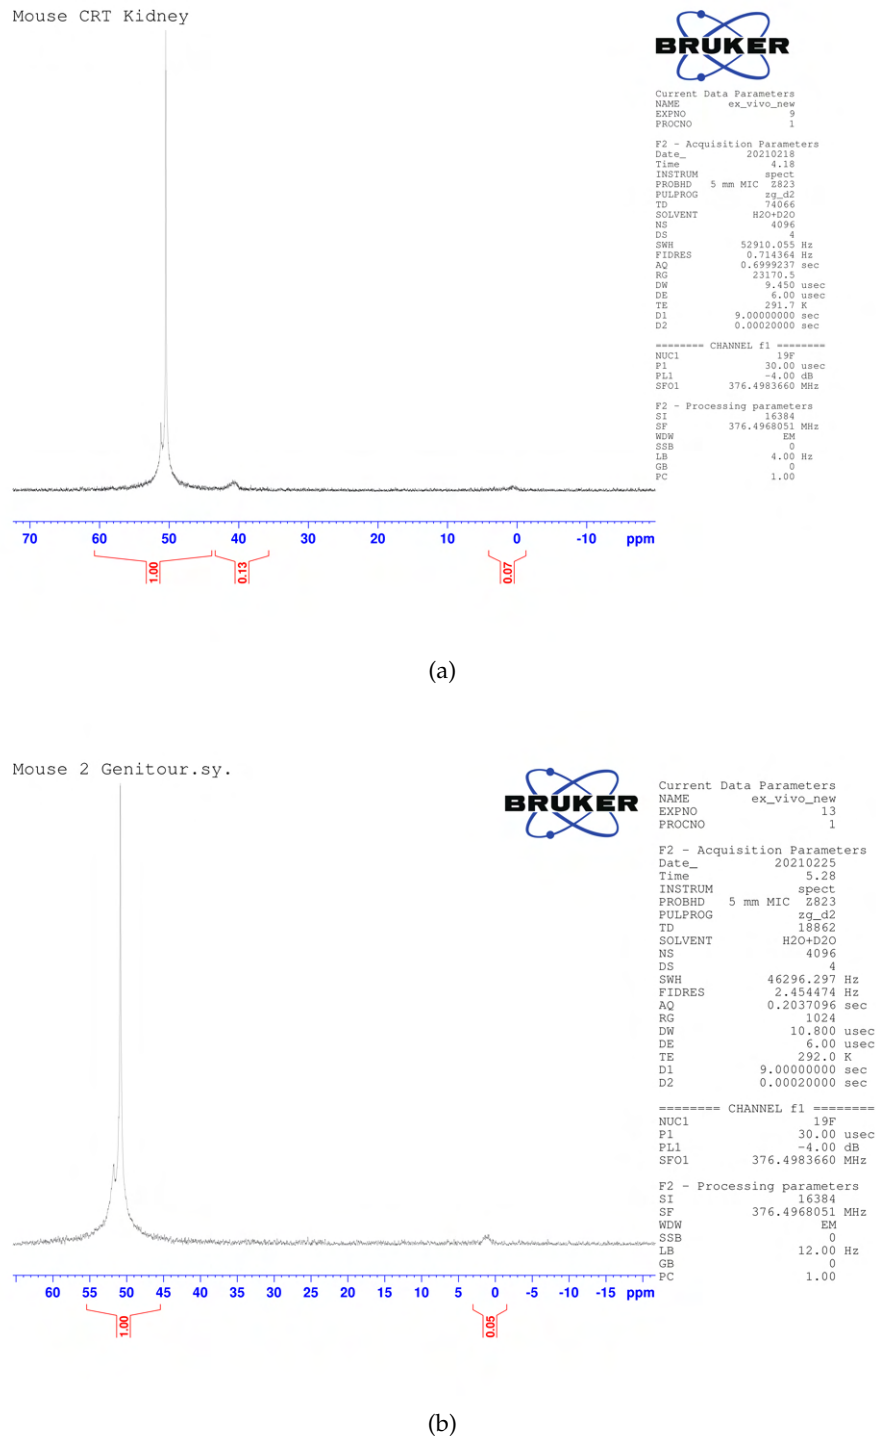 Mouse CRT Kidney
BRUKER
Current Data Parameters
NAME ex_vivo_new
EXPNO 9
PROCNO 1
F2 - Acquisition Parameters
Date_ 20210218
Time 4.18
INSTRUM spect
PROBHD 5 mm MIC Z823
PULPROG zg_d2
TD 74066
SOLVENT H2O+D2O
NS 4096
DS 4
SWH 52910.055 Hz
FIDRES 0.714364 Hz
AQ 0.6999237 sec
RG 23170.5
DW 9.450 usec
DE 6.00 usec
TE 291.7 K
D1 9.00000000 sec
D2 0.00020000 sec
======== CHANNEL f1 ========
NUC1 19F
P1 30.00 usec
PL1 -4.00 dB
SFO1 376.4983660 MHz
F2 - Processing parameters
SI 16384
SF 376.4968051 MHz
WDW EM
SSB 0
LB 4.00 Hz
GB 0
PC 1.00
70 60 50 40 30 20 10 0 -10 ppm
1.00 0.13 0.07
(a)
Mouse 2 Genitour.sy.
BRUKER
Current Data Parameters
NAME ex_vivo_new
EXPNO 13
PROCNO 1
F2 - Acquisition Parameters
Date_ 20210225
Time 5.28
INSTRUM spect
PROBHD 5 mm MIC Z823
PULPROG zg_d2
TD 18862
SOLVENT H2O+D2O
NS 4096
DS 4
SWH 46296.297 Hz
FIDRES 2.454474 Hz
AQ 0.2037096 sec
RG 1024
DW 10.800 usec
DE 6.00 usec
TE 292.0 K
D1 9.00000000 sec
D2 0.00020000 sec
======== CHANNEL f1 ========
NUC1 19F
P1 30.00 usec
PL1 -4.00 dB
SFO1 376.4983660 MHz
F2 - Processing parameters
SI 16384
SF 376.4968051 MHz
WDW EM
SSB 0
LB 12.00 Hz
GB 0
PC 1.00
60 55 50 45 40 35 30 25 20 15 10 5 0 -5 -10 -15 ppm
1.00 0.05
(b)